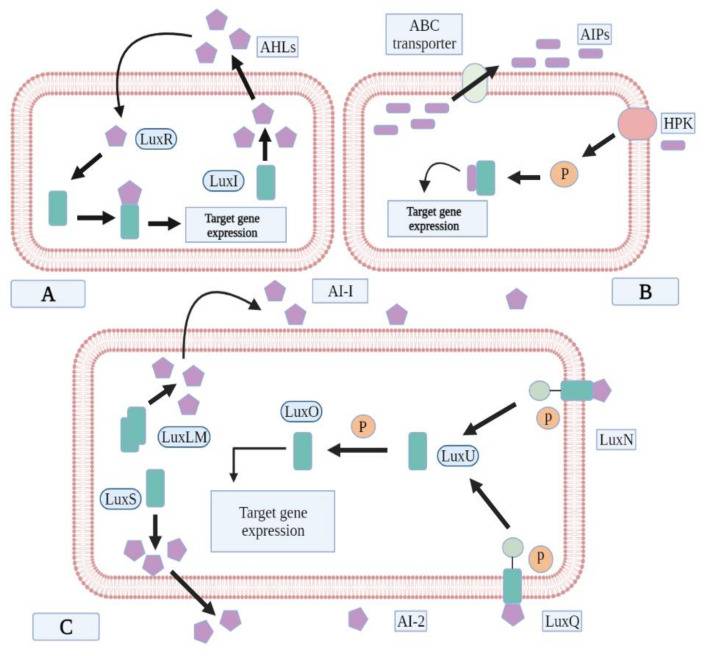 AHLs
LuxR
LuxI
Target gene
expression
A
ABC
transporter
AIPs
HPK
P
Target gene
expression
B
AI-I
LuxLM
LuxO
P
LuxU
p
LuxN
LuxS
Target gene
expression
p
C
AI-2
LuxQ